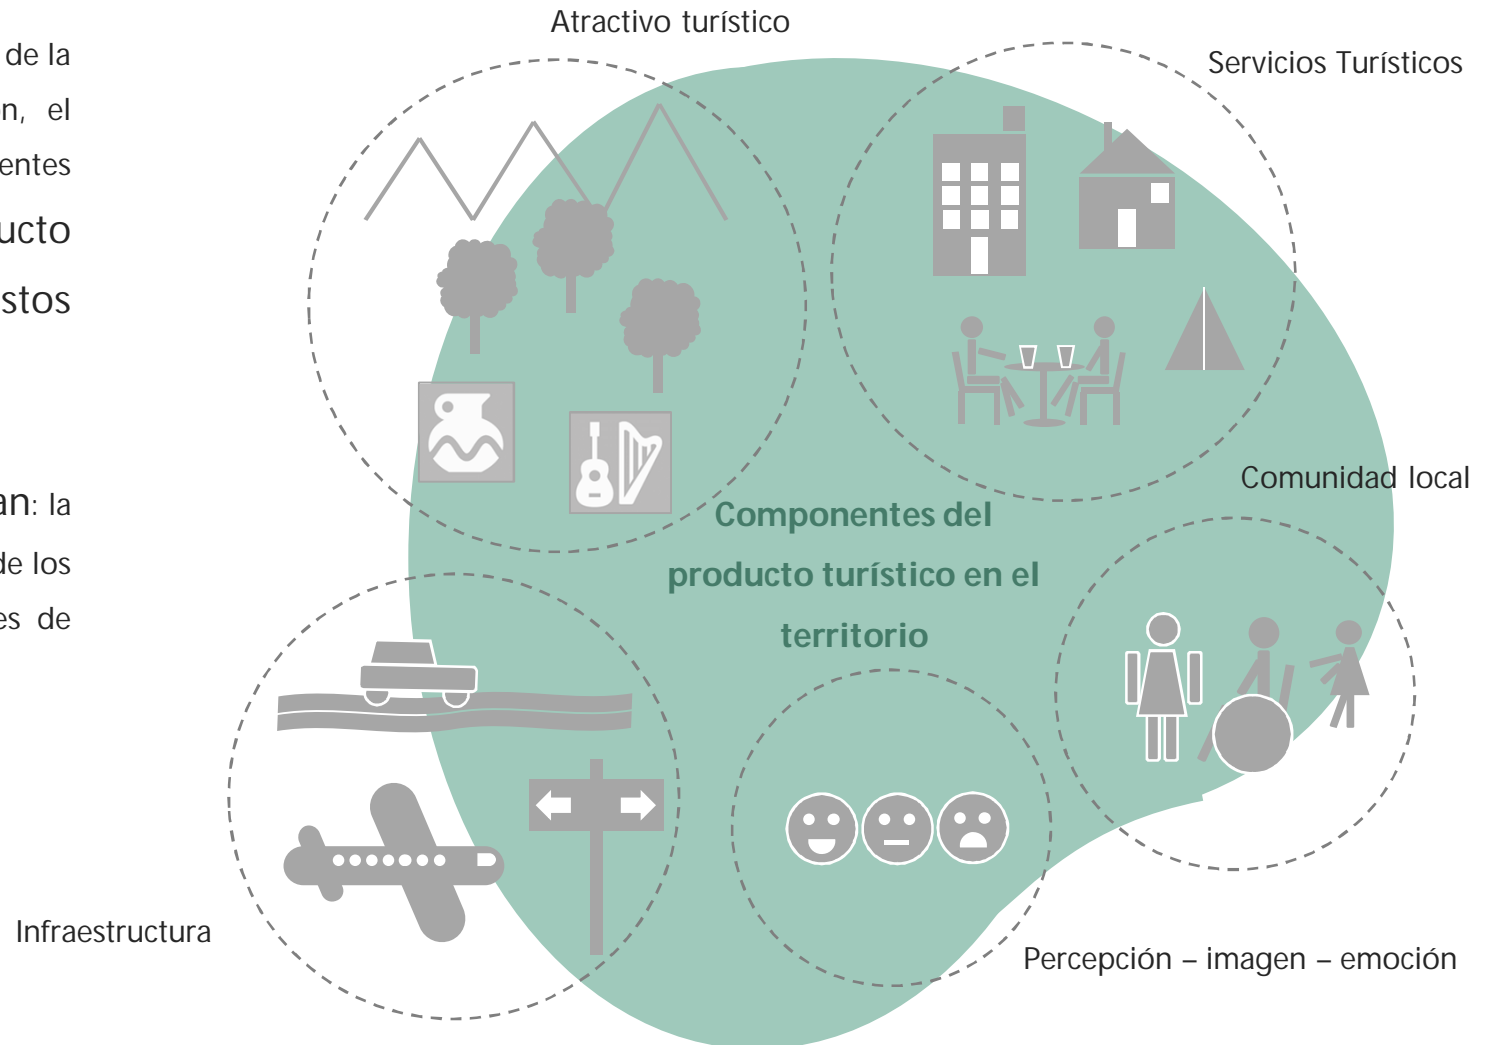 de la
el
ucto
stos
an: la
de los
es de
Atractivo turístico
Servicios Turísticos
Comunidad local
Componentes del
producto turístico en el
territorio
Infraestructura
Percepción – imagen – emoción